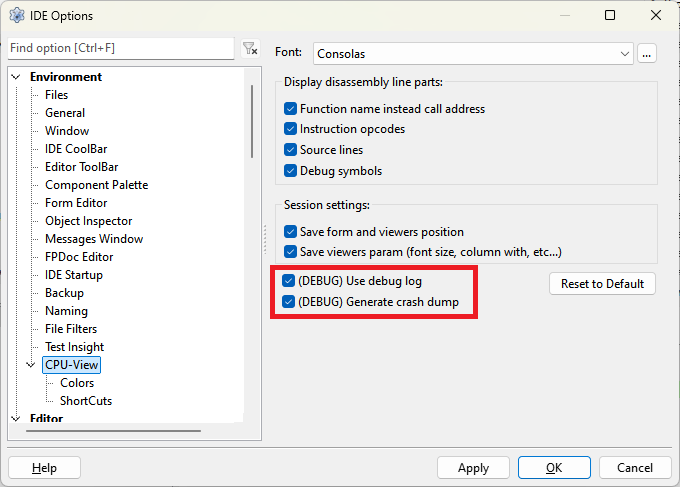 IDE Options
Find option [Ctrl+F]
Environment
Files
General
Window
IDE CoolBar
Editor ToolBar
Component Palette
Form Editor
Object Inspector
Messages Window
FPDoc Editor
IDE Startup
Backup
Naming
File Filters
Test Insight
CPU-View
Colors
ShortCuts
Editor
Font:
Consolas
...
Display disassembly line parts:
Function name instead call address
Instruction opcodes
Source lines
Debug symbols
Session settings:
Save form and viewers position
Save viewers param (font size, column with, etc...)
(DEBUG) Use debug log
(DEBUG) Generate crash dump
Reset to Default
Help
Apply
OK
Cancel